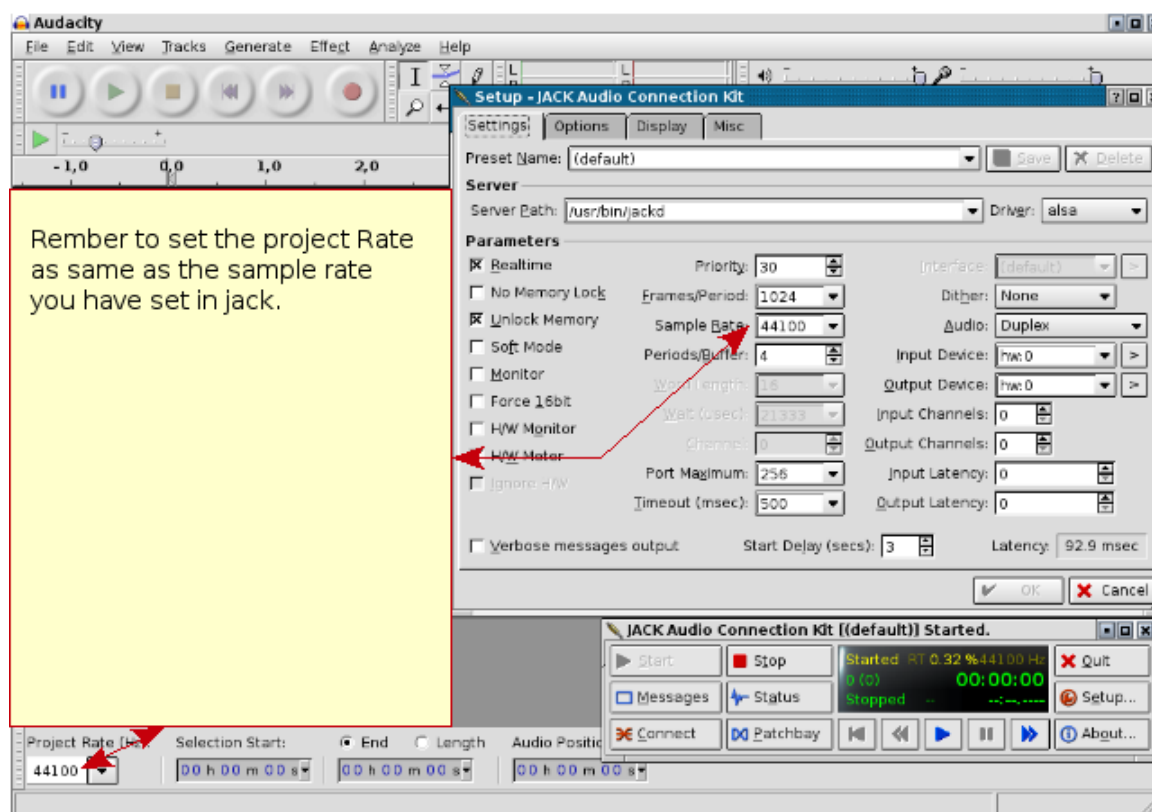 Audacity
File Edit View Tracks Generate Effect Analyze Help
L
L
- 1,0 0,0 1,0 2,0
Rember to set the project Rate
as same as the sample rate
you have set in jack.
Setup - JACK Audio Connection Kit
Settings Options Display Misc
Preset Name: (default) Save Delete
Server
Server Path: /usr/bin/jackd Driver: alsa
Parameters
Realtime Priority: 30 Interface: (default) >
No Memory Lock Frames/Period: 1024 Dither: None
Unlock Memory Sample Rate: 44100 Audio: Duplex
Soft Mode Periods/Buffer: 4 Input Device: hw:0 >
Monitor Word Length: 16 Output Device: hw:0 >
Force 16bit Wait (usec): 21333 Input Channels: 0
H/W Monitor Channel: 0 Output Channels: 0
H/W Meter Port Maximum: 256 Input Latency: 0
Ignore H/W Timeout (msec): 500 Output Latency: 0
Verbose messages output Start Delay (secs): 3 Latency: 92.9 msec
OK Cancel
JACK Audio Connection Kit [(default)] Started.
Start Stop Started RT 0.32 % 44100 Hz Quit
Messages Status 0 (0) 00:00:00 Setup...
Stopped -- --:--.----
Connect Patchbay About...
Project Rate (Hz): Selection Start: End Length Audio Positio
44100 00 h 00 m 00 s 00 h 00 m 00 s 00 h 00 m 00 s